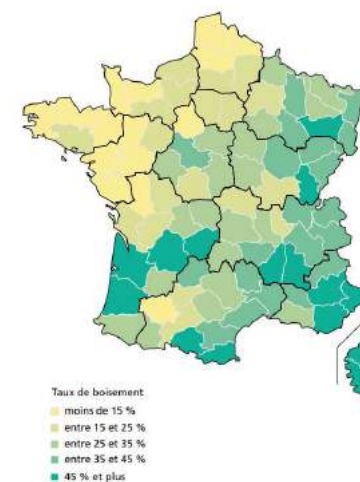 Taux de boisement
moins de 15 %
entre 15 et 25 %
entre 25 et 35 %
entre 35 et 45 %
45 % et plus